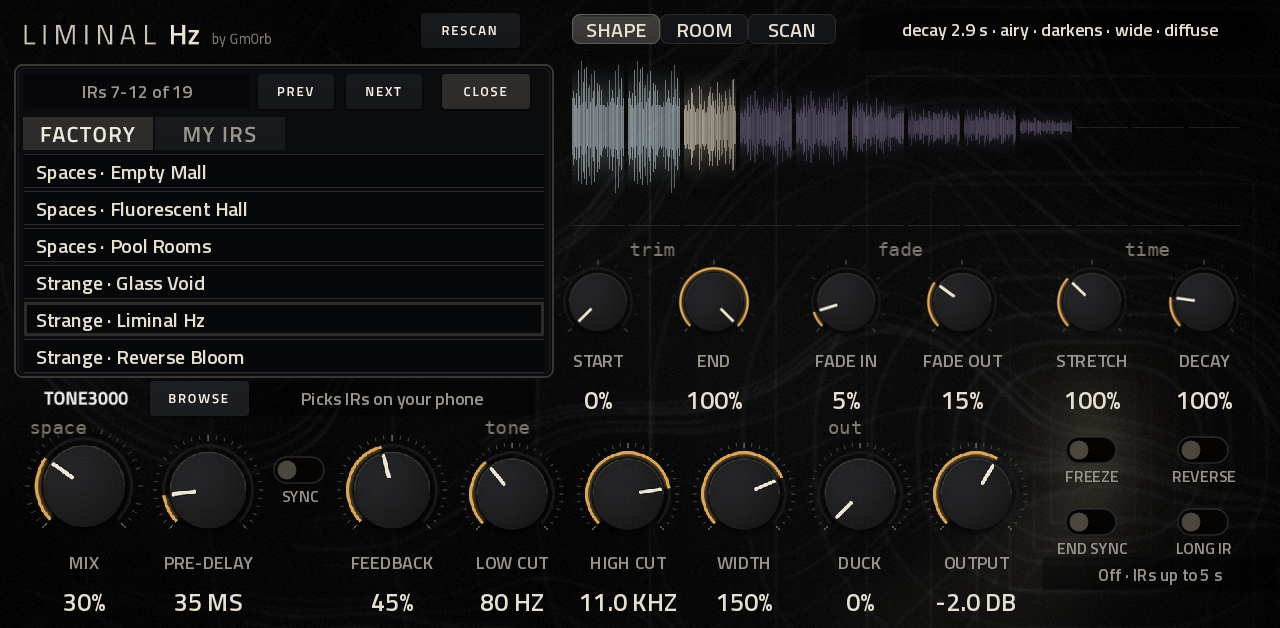 LIMINAL Hz by Gm0rb
RESCAN
SHAPE ROOM SCAN
decay 2.9 s · airy · darkens · wide · diffuse
IRs 7-12 of 19
PREV
NEXT
CLOSE
FACTORY
MY IRS
Spaces · Empty Mall
Spaces · Fluorescent Hall
Spaces · Pool Rooms
Strange · Glass Void
Strange · Liminal Hz
Strange · Reverse Bloom
TONE3000
BROWSE
Picks IRs on your phone
trim
fade
time
START
END
FADE IN
FADE OUT
STRETCH
DECAY
0%
100%
5%
15%
100%
100%
space
tone
out
SYNC
FREEZE
REVERSE
END SYNC
LONG IR
Off · IRs up to 5 s
MIX
PRE-DELAY
FEEDBACK
LOW CUT
HIGH CUT
WIDTH
DUCK
OUTPUT
30%
35 MS
45%
80 HZ
11.0 KHZ
150%
0%
-2.0 DB